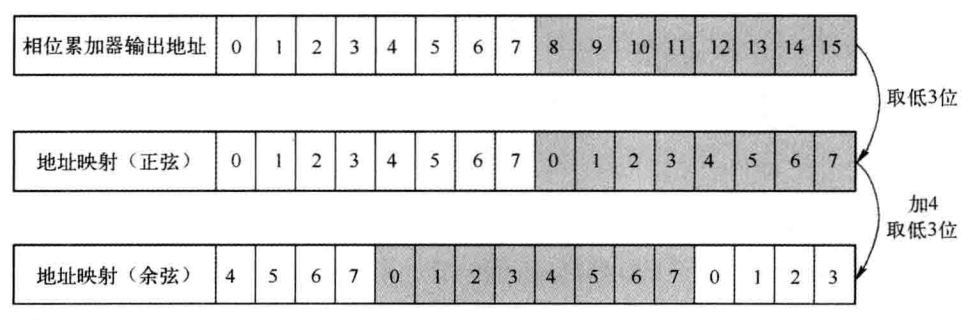 相位累加器输出地址 0 1 2 3 4 5 6 7 8 9 10 11 12 13 14 15
取低3位
地址映射（正弦） 0 1 2 3 4 5 6 7 0 1 2 3 4 5 6 7
加4
取低3位
地址映射（余弦） 4 5 6 7 0 1 2 3 4 5 6 7 0 1 2 3